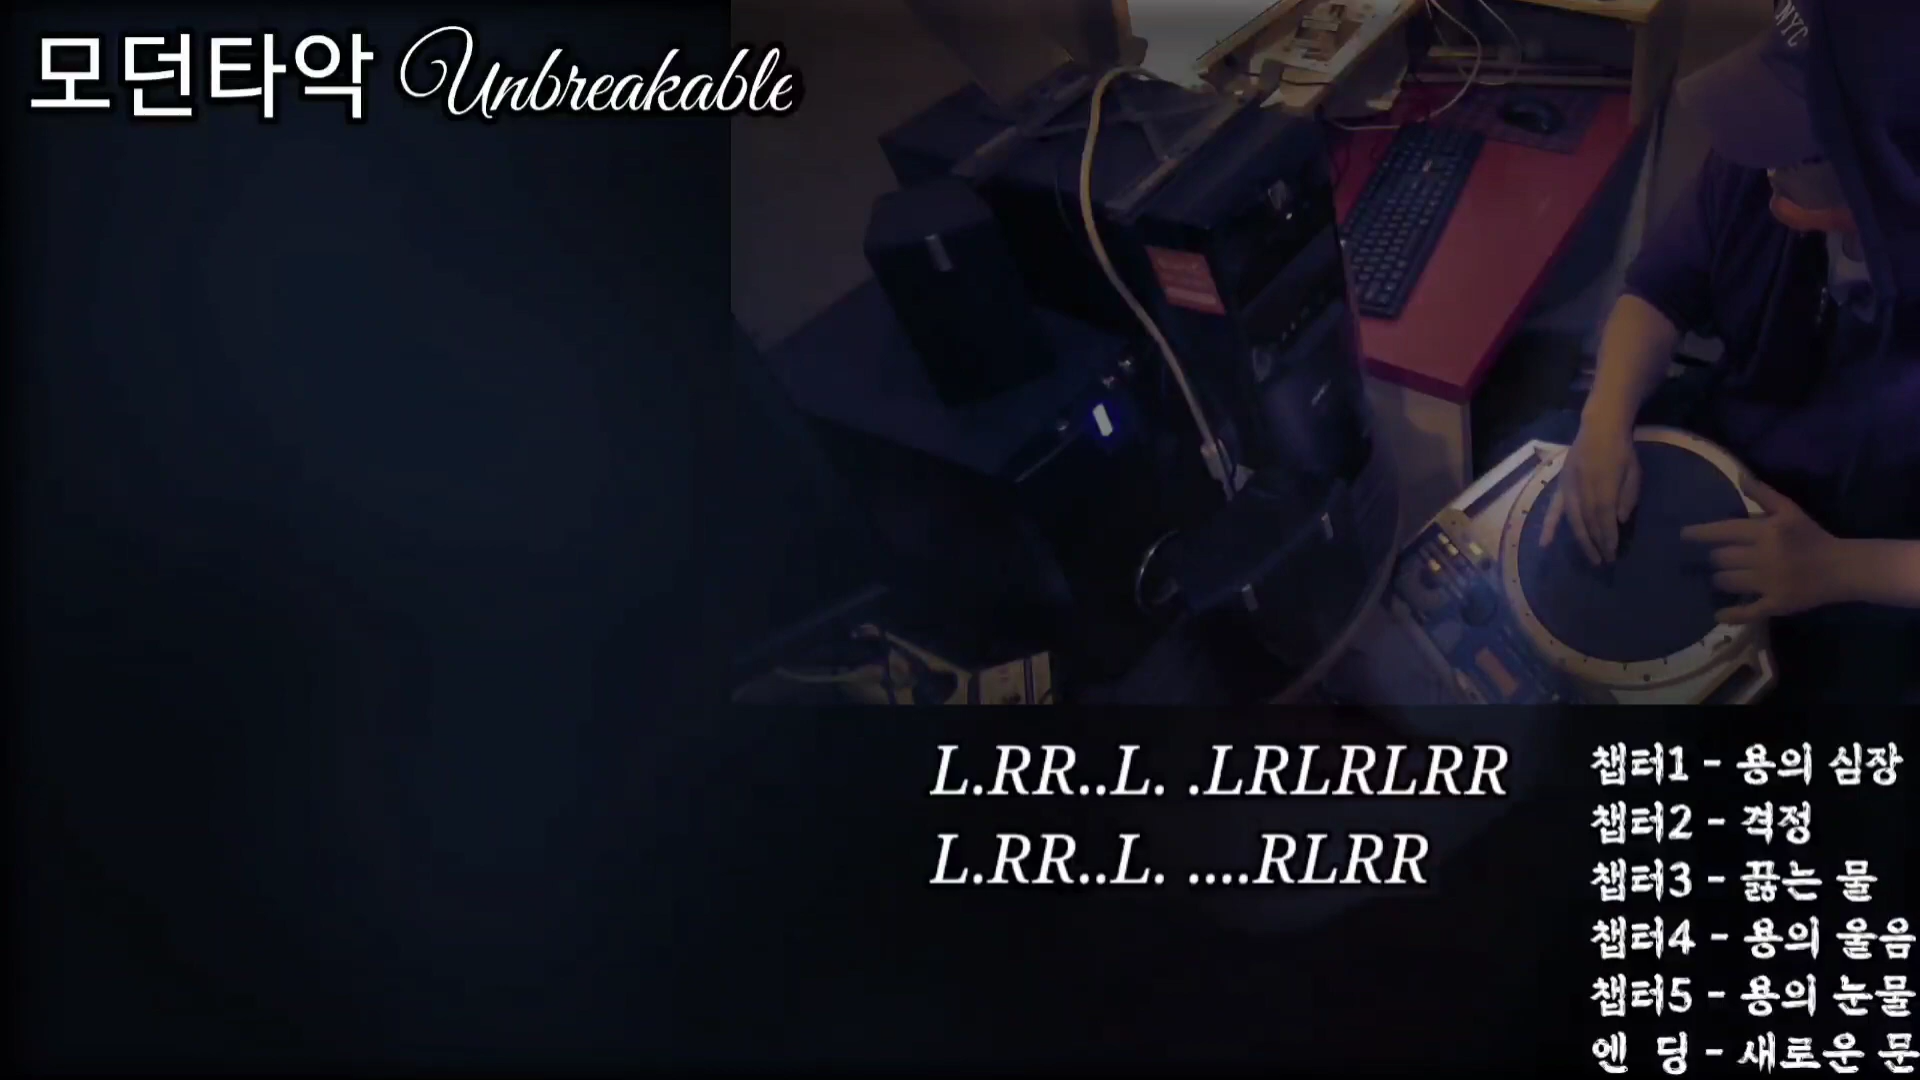 모던타악 Unbreakable
NYC
L.RR..L. .LRLRLRR
L.RR..L. ....RLRR
챕터1 - 용의 심장
챕터2 - 격정
챕터3 - 끓는 물
챕터4 - 용의 울음
챕터5 - 용의 눈물
엔 딩 - 새로운 문